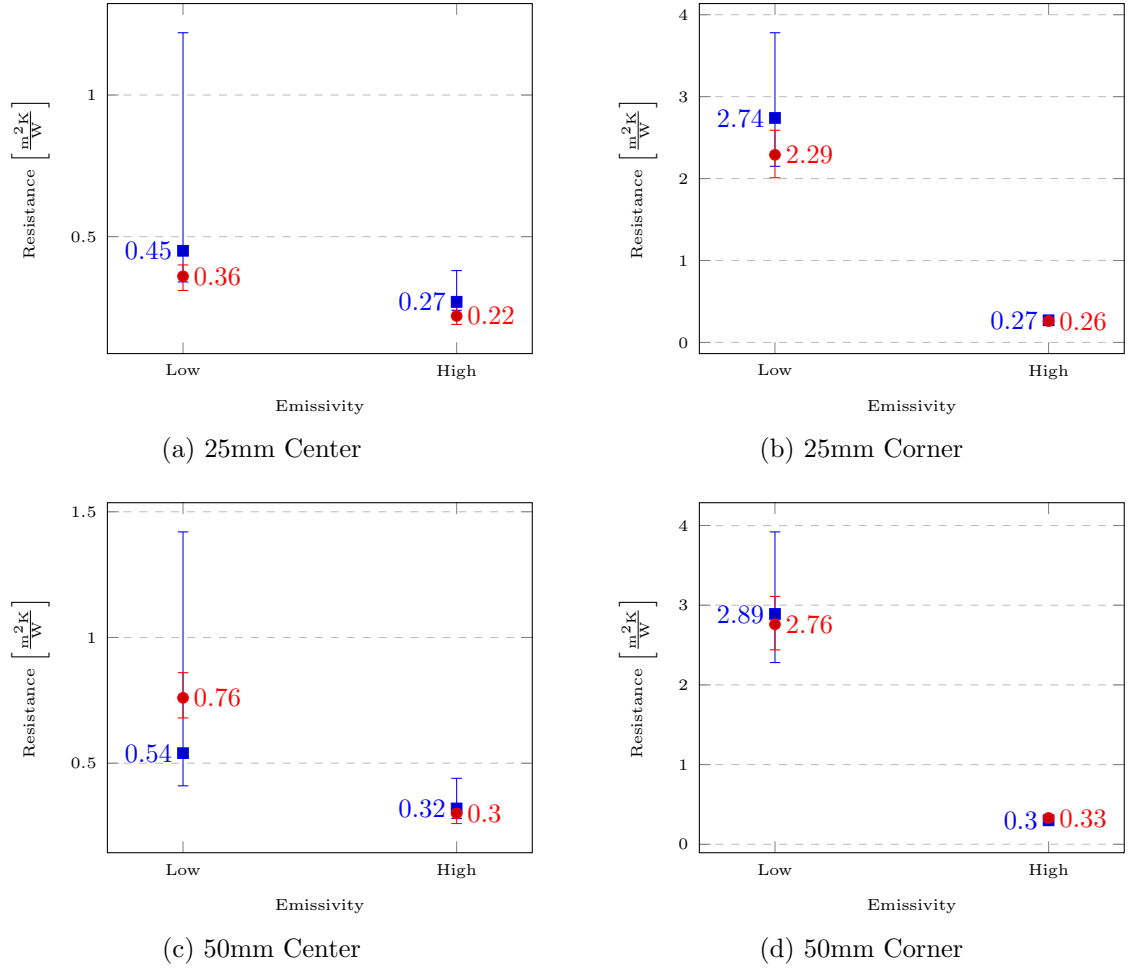 1
0.5
Resistance [m²K/W]
0.45
0.36
0.27
0.22
Low
High
Emissivity
(a) 25mm Center
4
3
2
1
0
Resistance [m²K/W]
2.74
2.29
0.27
0.26
Low
High
Emissivity
(b) 25mm Corner
1.5
1
0.5
Resistance [m²K/W]
0.76
0.54
0.32
0.3
Low
High
Emissivity
(c) 50mm Center
4
3
2
1
0
Resistance [m²K/W]
2.89
2.76
0.3
0.33
Low
High
Emissivity
(d) 50mm Corner